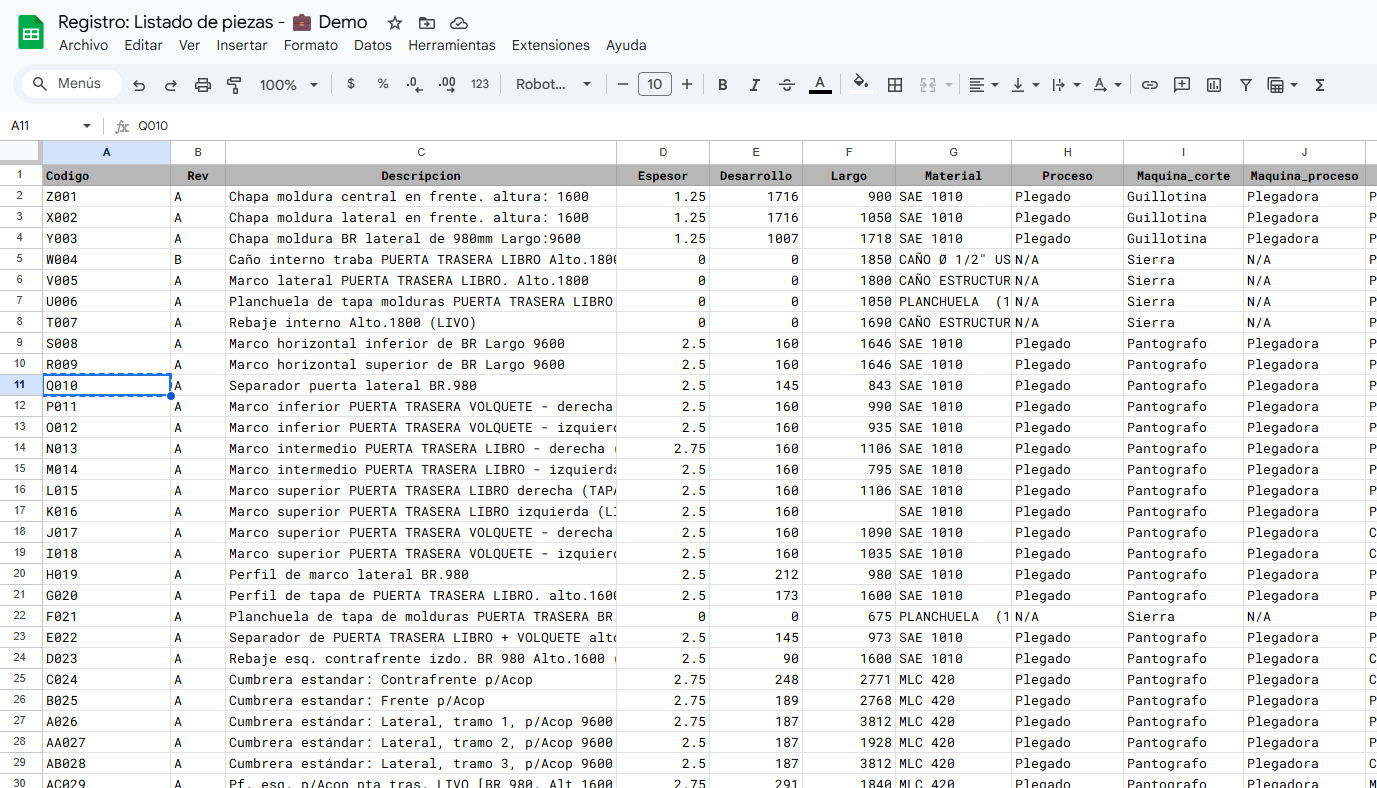 Registro: Listado de piezas - 💼 Demo
Archivo Editar Ver Insertar Formato Datos Herramientas Extensiones Ayuda
Menús 100% $ % .0 .00 123 Robot... 10 B I A A Σ
A11 fx Q010
A B C D E F G H I J
1 Codigo Rev Descripcion Espesor Desarrollo Largo Material Proceso Maquina_corte Maquina_proceso
2 Z001 A Chapa moldura central en frente. altura: 1600 1.25 1716 900 SAE 1010 Plegado Guillotina Plegadora P
3 X002 A Chapa moldura lateral en frente. altura: 1600 1.25 1716 1050 SAE 1010 Plegado Guillotina Plegadora P
4 Y003 A Chapa moldura BR lateral de 980mm Largo:9600 1.25 1007 1718 SAE 1010 Plegado Guillotina Plegadora P
5 W004 B Caño interno traba PUERTA TRASERA LIBRO Alto.1800 0 0 1850 CAÑO Ø 1/2" US N/A Sierra N/A P
6 V005 A Marco lateral PUERTA TRASERA LIBRO. Alto.1800 0 0 1800 CAÑO ESTRUCTUR N/A Sierra N/A P
7 U006 A Planchuela de tapa molduras PUERTA TRASERA LIBRO 0 0 1050 PLANCHUELA (1 N/A Sierra N/A P
8 T007 A Rebaje interno Alto.1800 (LIVO) 0 0 1690 CAÑO ESTRUCTUR N/A Sierra N/A P
9 S008 A Marco horizontal inferior de BR Largo 9600 2.5 160 1646 SAE 1010 Plegado Pantografo Plegadora P
10 R009 A Marco horizontal superior de BR Largo 9600 2.5 160 1646 SAE 1010 Plegado Pantografo Plegadora P
11 Q010 A Separador puerta lateral BR.980 2.5 145 843 SAE 1010 Plegado Pantografo Plegadora P
12 P011 A Marco inferior PUERTA TRASERA VOLQUETE - derecha 2.5 160 990 SAE 1010 Plegado Pantografo Plegadora P
13 O012 A Marco inferior PUERTA TRASERA VOLQUETE - izquierd 2.5 160 935 SAE 1010 Plegado Pantografo Plegadora P
14 N013 A Marco intermedio PUERTA TRASERA LIBRO - derecha ( 2.75 160 1106 SAE 1010 Plegado Pantografo Plegadora P
15 M014 A Marco intermedio PUERTA TRASERA LIBRO - izquierda 2.5 160 795 SAE 1010 Plegado Pantografo Plegadora P
16 L015 A Marco superior PUERTA TRASERA LIBRO derecha (TAPA 2.5 160 1106 SAE 1010 Plegado Pantografo Plegadora P
17 K016 A Marco superior PUERTA TRASERA LIBRO izquierda (LI 2.5 160 SAE 1010 Plegado Pantografo Plegadora P
18 J017 A Marco superior PUERTA TRASERA VOLQUETE - derecha 2.5 160 1090 SAE 1010 Plegado Pantografo Plegadora C
19 I018 A Marco superior PUERTA TRASERA VOLQUETE - izquierd 2.5 160 1035 SAE 1010 Plegado Pantografo Plegadora C
20 H019 A Perfil de marco lateral BR.980 2.5 212 980 SAE 1010 Plegado Pantografo Plegadora P
21 G020 A Perfil de tapa de PUERTA TRASERA LIBRO. alto.1600 2.5 173 1600 SAE 1010 Plegado Pantografo Plegadora P
22 F021 A Planchuela de tapa de molduras PUERTA TRASERA BR 0 0 675 PLANCHUELA (1 N/A Sierra N/A P
23 E022 A Separador de PUERTA TRASERA LIBRO + VOLQUETE alto 2.5 145 973 SAE 1010 Plegado Pantografo Plegadora P
24 D023 A Rebaje esq. contrafrente izdo. BR 980 Alto.1600 ( 2.5 90 1600 SAE 1010 Plegado Pantografo Plegadora C
25 C024 A Cumbrera estandar: Contrafrente p/Acop 2.75 248 2771 MLC 420 Plegado Pantografo Plegadora C
26 B025 A Cumbrera estandar: Frente p/Acop 2.75 189 2768 MLC 420 Plegado Pantografo Plegadora P
27 A026 A Cumbrera estándar: Lateral, tramo 1, p/Acop 9600 2.75 187 3812 MLC 420 Plegado Pantografo Plegadora P
28 AA027 A Cumbrera estándar: Lateral, tramo 2, p/Acop 9600 2.5 187 1928 MLC 420 Plegado Pantografo Plegadora P
29 AB028 A Cumbrera estándar: Lateral, tramo 3, p/Acop 9600 2.5 187 3812 MLC 420 Plegado Pantografo Plegadora C
30 AC029 A Pf. esq. p/Acop pta tras. LIVO [BR 980. Alt 1600 2.75 291 1840 MLC 420 Plegado Pantografo Plegadora M